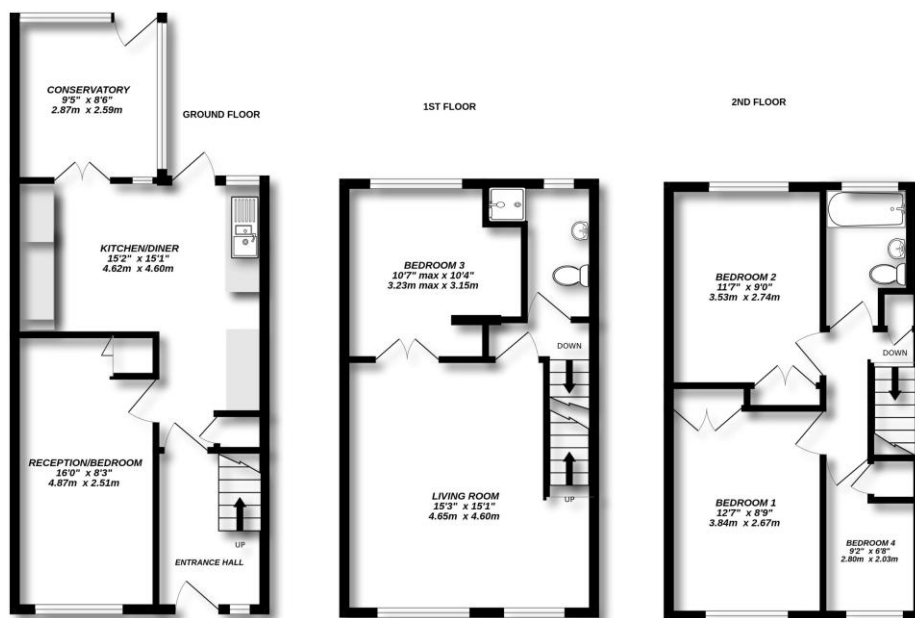 GROUND FLOOR
CONSERVATORY
9'5" x 8'6"
2.87m x 2.59m
KITCHEN/DINER
15'2" x 15'1"
4.62m x 4.60m
RECEPTION/BEDROOM
16'0" x 8'3"
4.87m x 2.51m
UP
ENTRANCE HALL
1ST FLOOR
BEDROOM 3
10'7" max x 10'4"
3.23m max x 3.15m
DOWN
LIVING ROOM
15'3" x 15'1"
4.65m x 4.60m
UP
2ND FLOOR
BEDROOM 2
11'7" x 9'0"
3.53m x 2.74m
DOWN
BEDROOM 1
12'7" x 8'9"
3.84m x 2.67m
BEDROOM 4
9'2" x 6'8"
2.80m x 2.03m